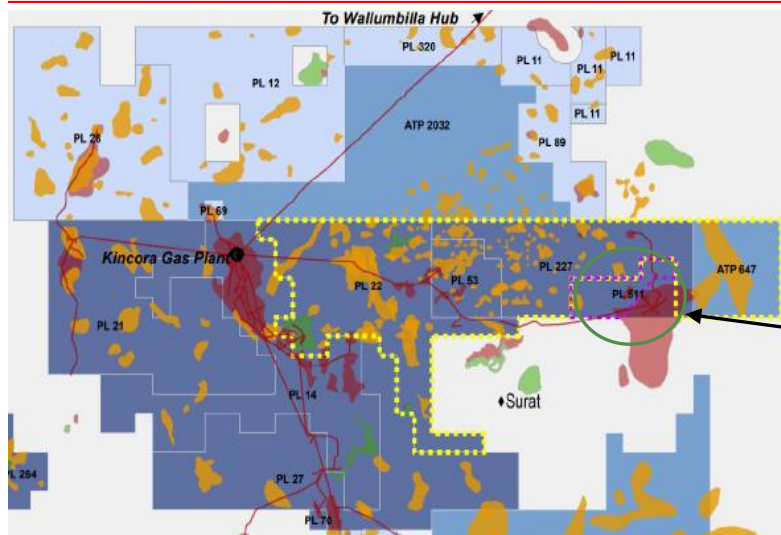 To Wallumbilla Hub
PL 320
PL 11
PL 11
PL 11
PL 12
PL 11
ATP 2032
PL 28
PL 89
PL 69
Kincora Gas Plant
PL 227
ATP 647
PL 22
PL 53
PL 511
PL 21
PL 14
Surat
PL 264
PL 27
PL 70